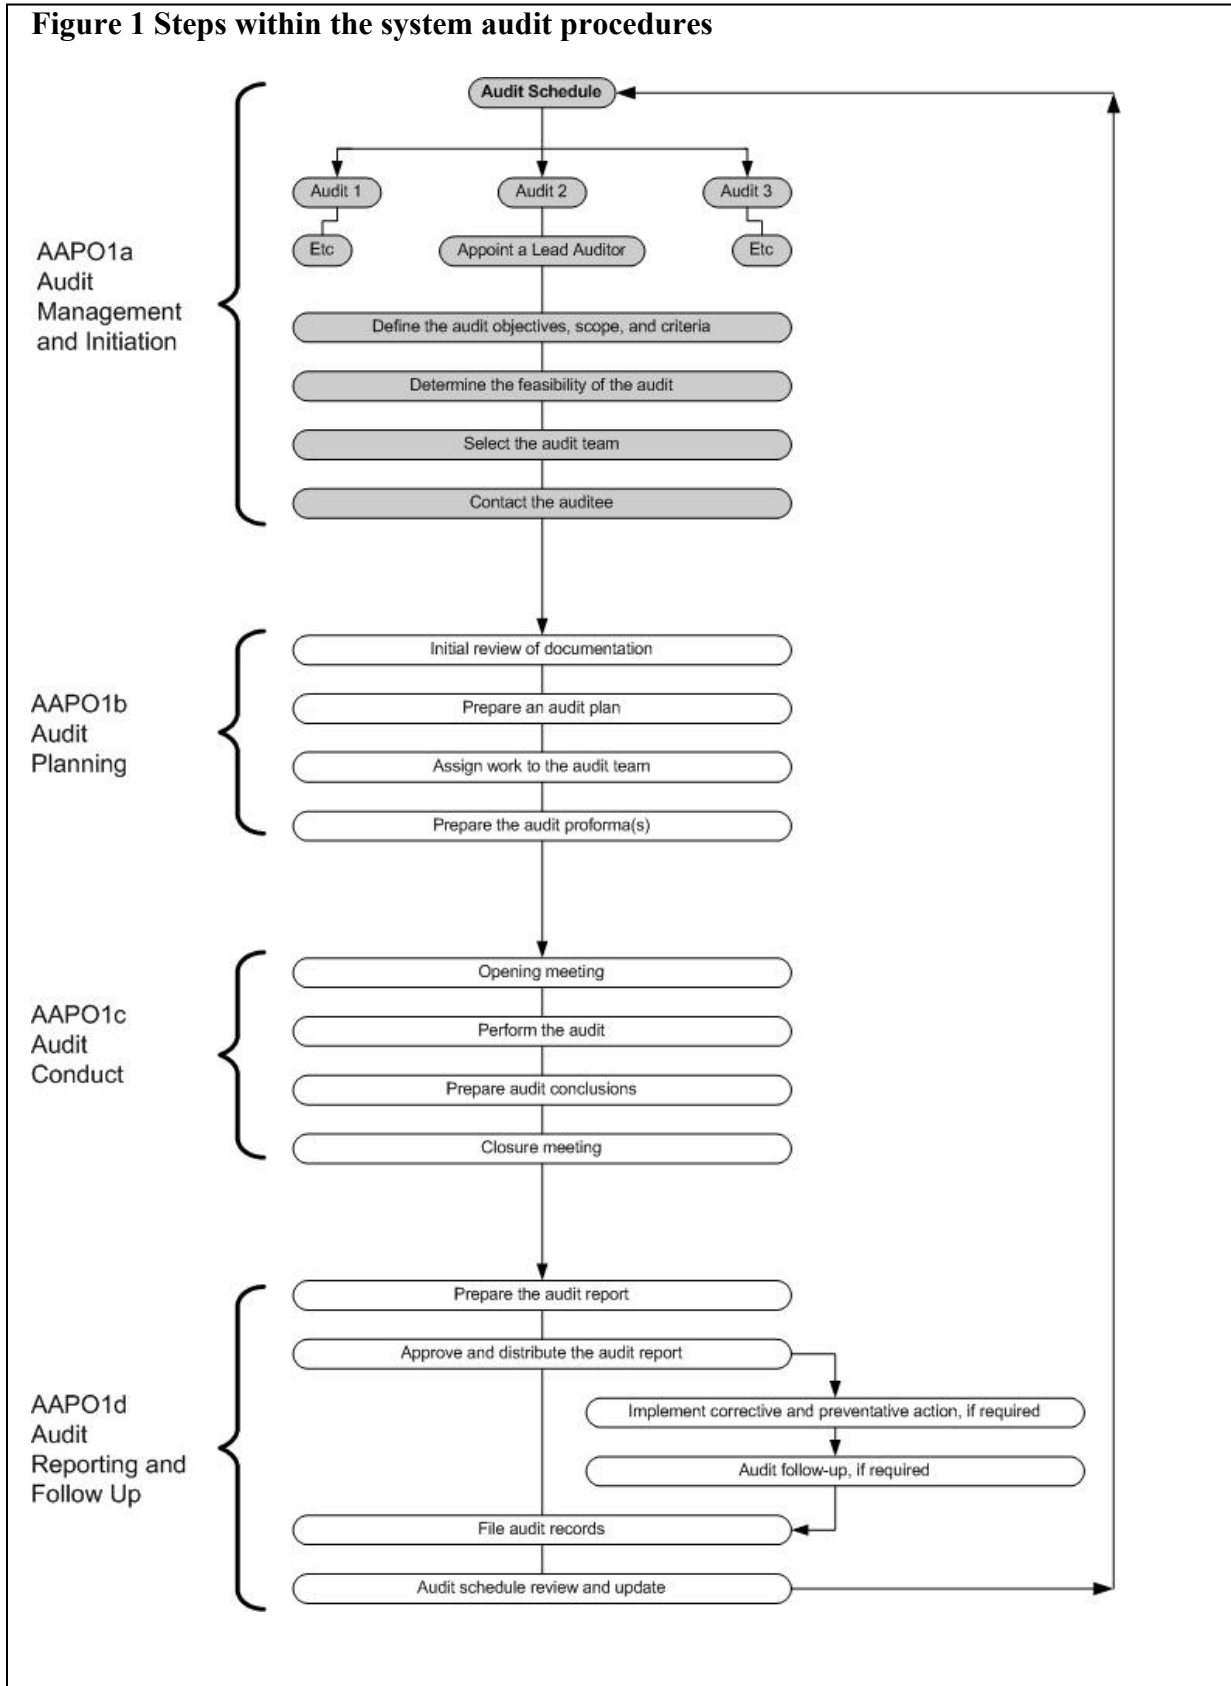 Figure 1 Steps within the system audit procedures
Audit Schedule
Audit 1
Audit 2
Audit 3
Etc
Appoint a Lead Auditor
Etc
AAPO1a
Audit
Management
and Initiation
Define the audit objectives, scope, and criteria
Determine the feasibility of the audit
Select the audit team
Contact the auditee
AAPO1b
Audit
Planning
Initial review of documentation
Prepare an audit plan
Assign work to the audit team
Prepare the audit proforma(s)
AAPO1c
Audit
Conduct
Opening meeting
Perform the audit
Prepare audit conclusions
Closure meeting
AAPO1d
Audit
Reporting and
Follow Up
Prepare the audit report
Approve and distribute the audit report
Implement corrective and preventative action, if required
Audit follow-up, if required
File audit records
Audit schedule review and update